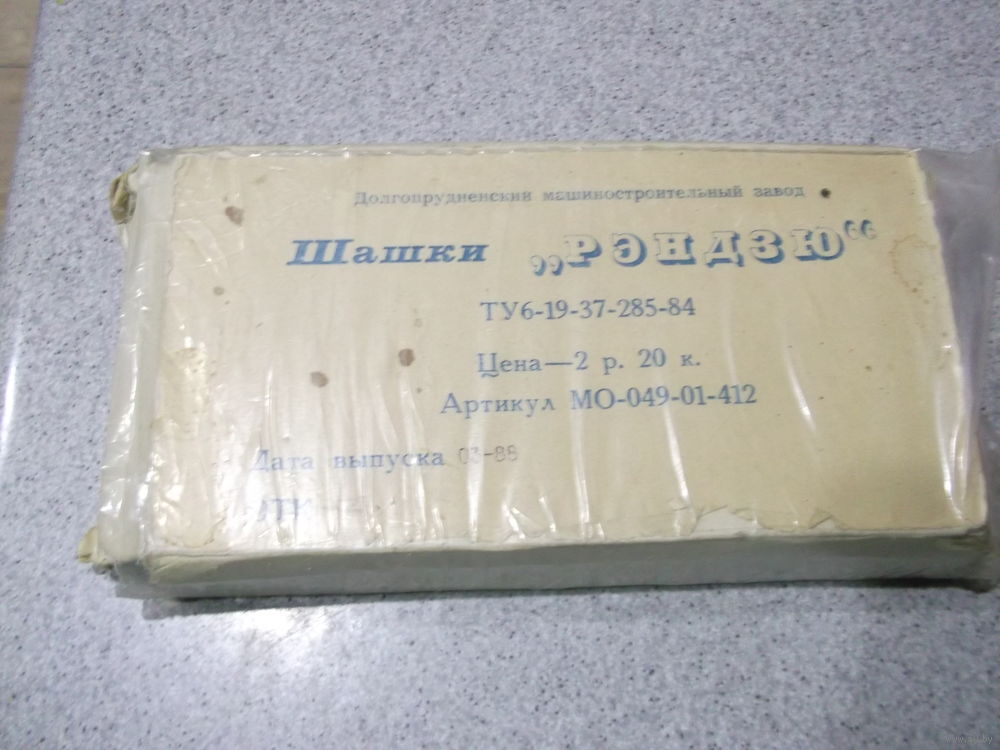 Долгопрудненский машиностроительный завод
Шашки „РЭНДЗЮ“
ТУ6-19-37-285-84
Цена—2 р. 20 к.
Артикул МО-049-01-412
Дата выпуска 03-88
ОТК